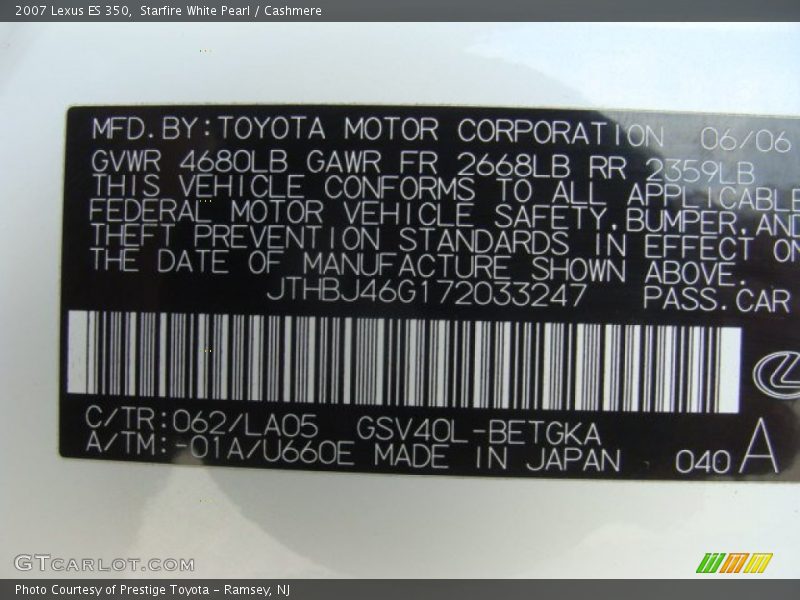 2007 Lexus ES 350,  Starfire White Pearl / Cashmere
MFD.BY:TOYOTA MOTOR CORPORATION 06/06
GVWR 4680LB GAWR FR 2668LB RR 2359LB
THIS VEHICLE CONFORMS TO ALL APPLICABLE
FEDERAL MOTOR VEHICLE SAFETY,BUMPER,AND
THEFT PREVENTION STANDARDS IN EFFECT ON
THE DATE OF MANUFACTURE SHOWN ABOVE.
JTHBJ46G172033247 PASS.CAR
C/TR:062/LA05 GSV40L-BETGKA
A/TM:-01A/U660E MADE IN JAPAN 040 A
GTCARLOT.COM
Photo Courtesy of Prestige Toyota - Ramsey, NJ